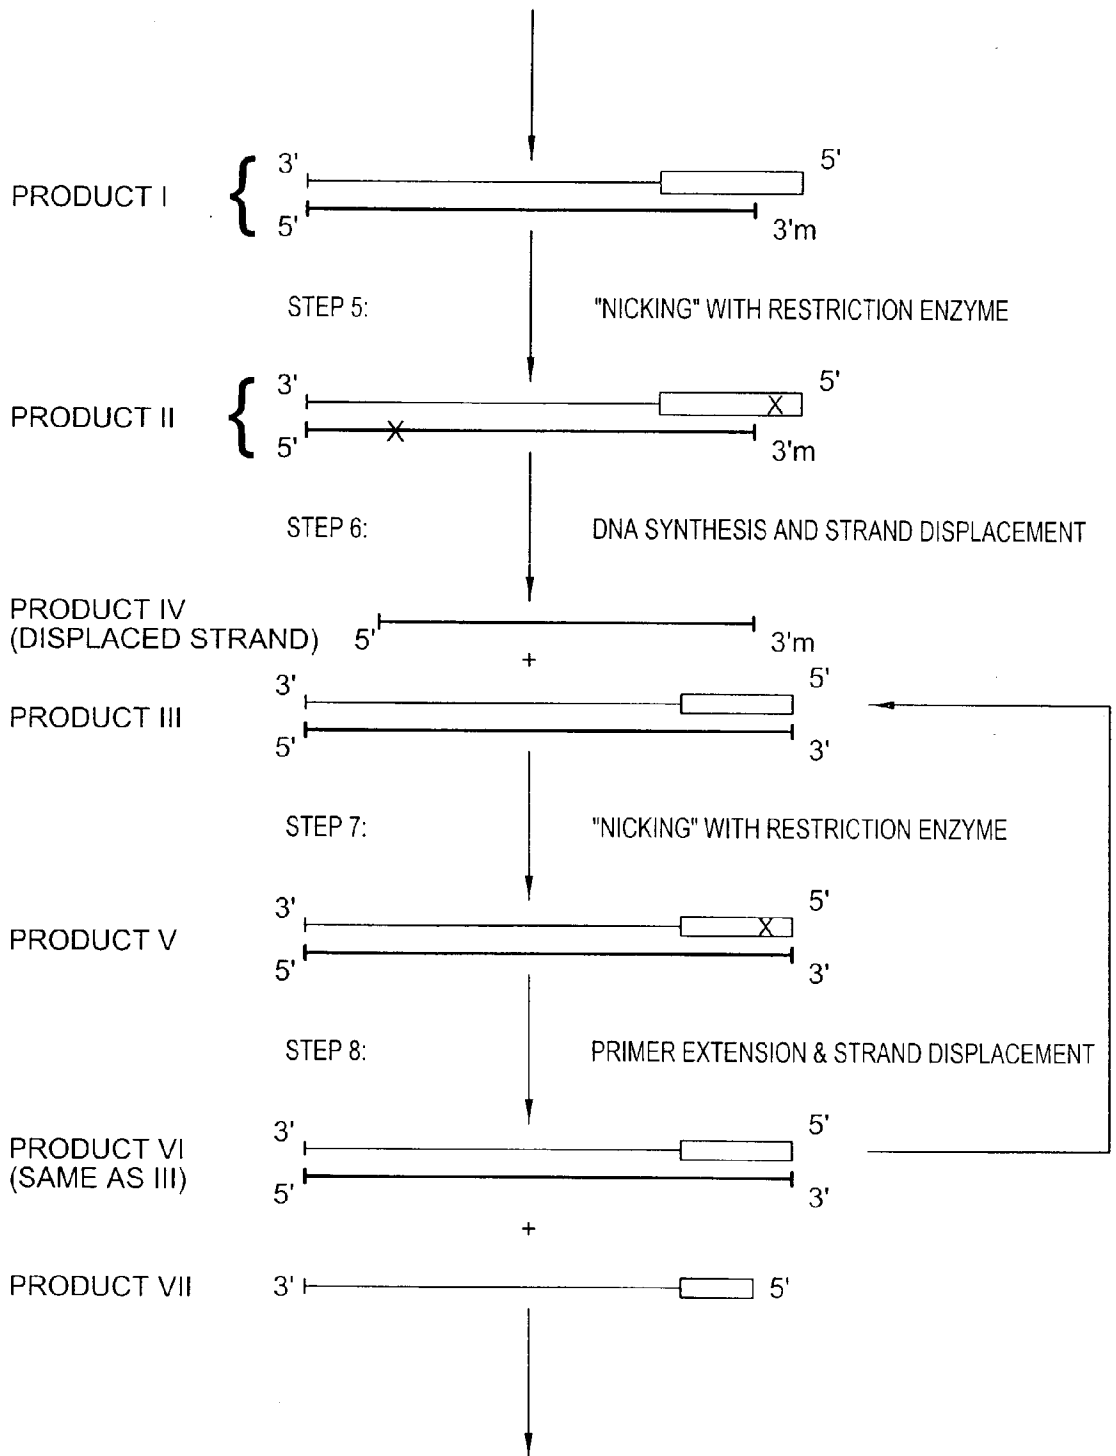 3' 5'
PRODUCT I {
5' 3'm
STEP 5: "NICKING" WITH RESTRICTION ENZYME
3' 5'
X
PRODUCT II {
X
5' 3'm
STEP 6: DNA SYNTHESIS AND STRAND DISPLACEMENT
PRODUCT IV
(DISPLACED STRAND) 5' 3'm
+
3' 5'
PRODUCT III
5' 3'
STEP 7: "NICKING" WITH RESTRICTION ENZYME
3' 5'
X
PRODUCT V
5' 3'
STEP 8: PRIMER EXTENSION & STRAND DISPLACEMENT
3' 5'
PRODUCT VI
(SAME AS III)
5' 3'
+
PRODUCT VII 3' 5'